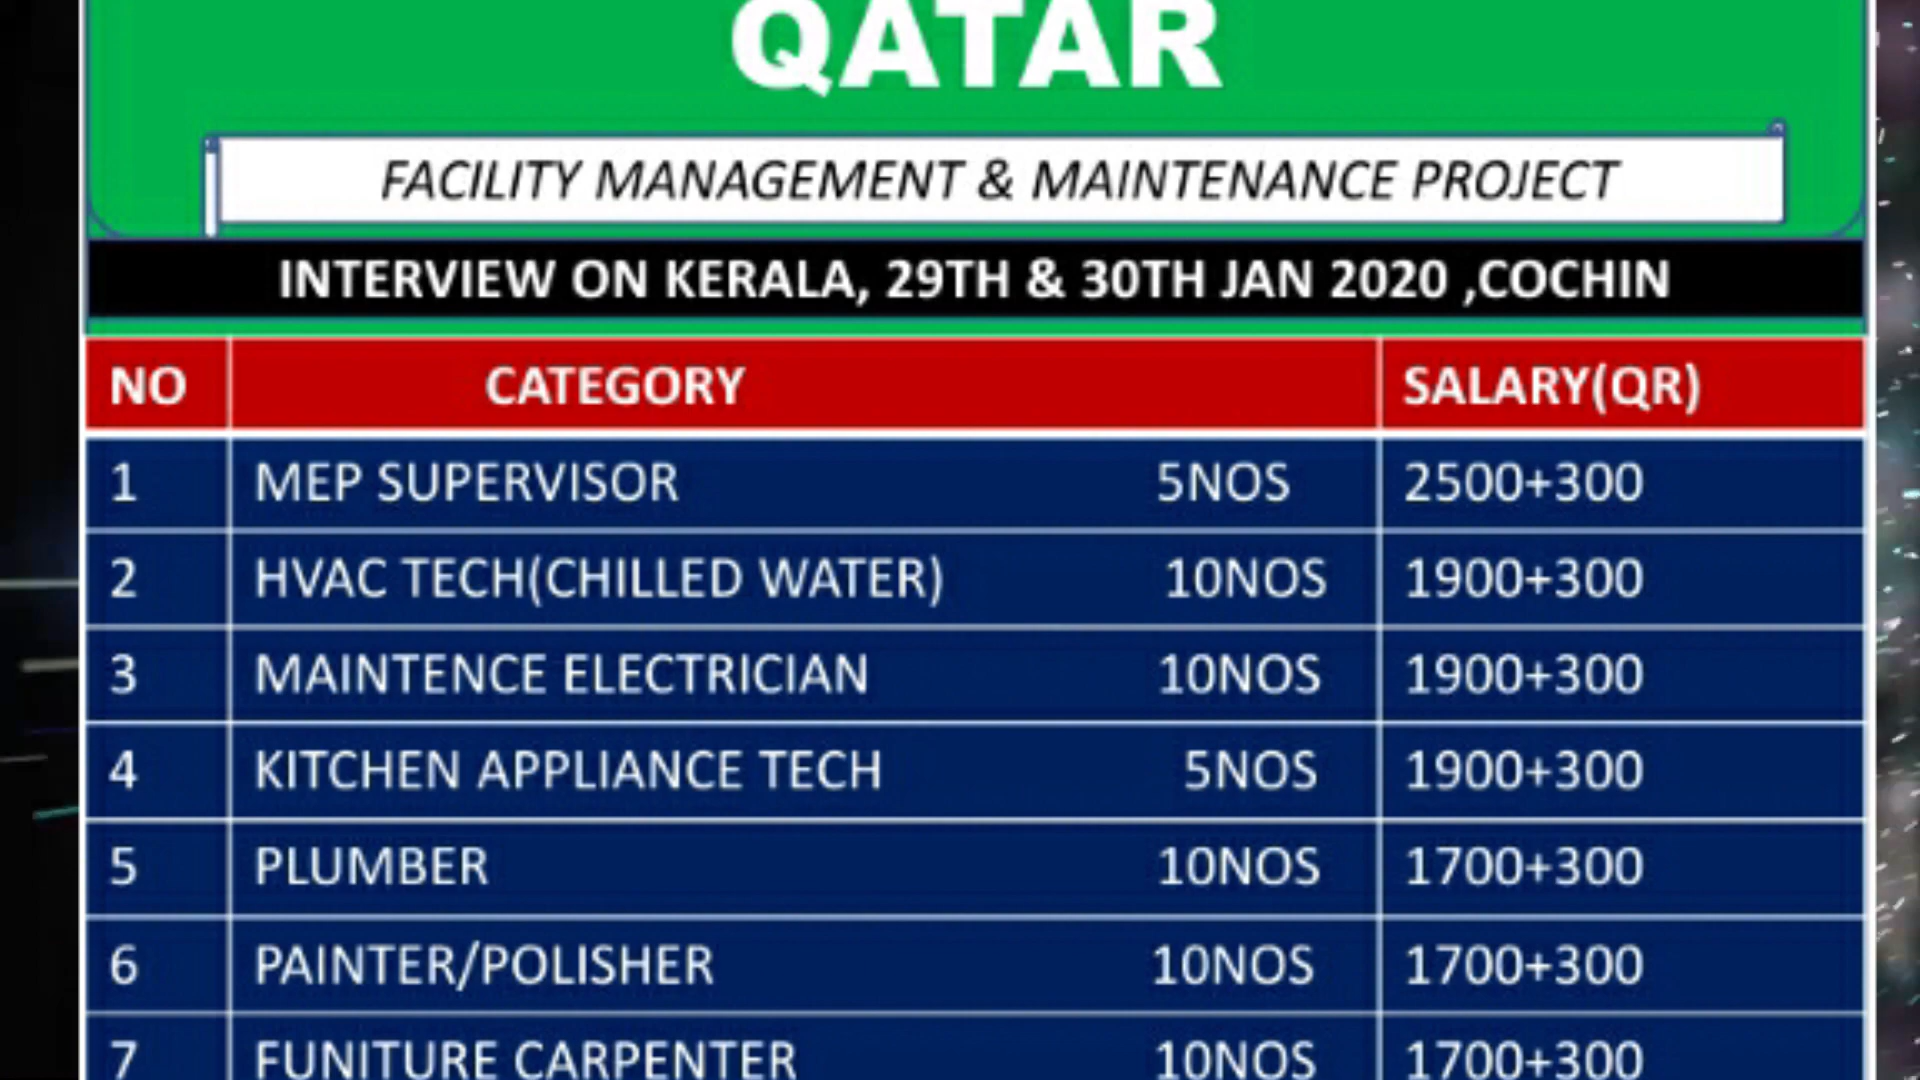 QATAR
FACILITY MANAGEMENT & MAINTENANCE PROJECT
INTERVIEW ON KERALA, 29TH & 30TH JAN 2020 ,COCHIN
NO CATEGORY SALARY(QR)
1 MEP SUPERVISOR 5NOS 2500+300
2 HVAC TECH(CHILLED WATER) 10NOS 1900+300
3 MAINTENCE ELECTRICIAN 10NOS 1900+300
4 KITCHEN APPLIANCE TECH 5NOS 1900+300
5 PLUMBER 10NOS 1700+300
6 PAINTER/POLISHER 10NOS 1700+300
7 FUNITURE CARPENTER 10NOS 1700+300